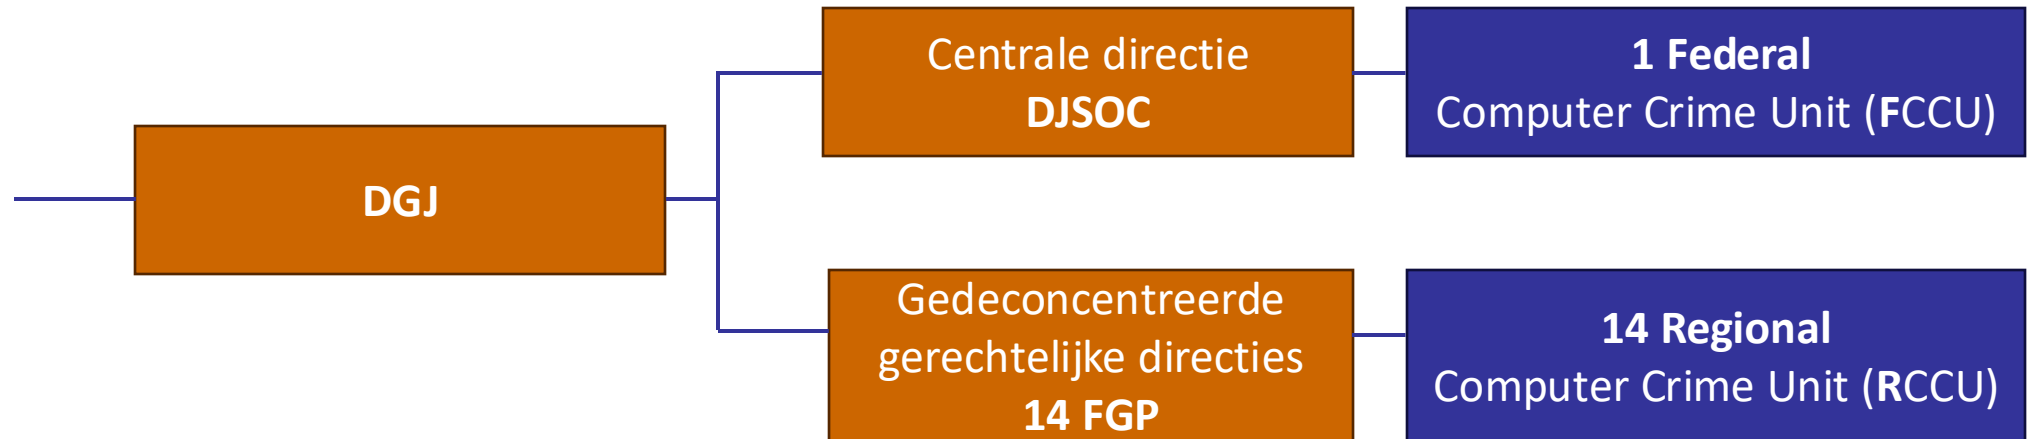 DGJ
Centrale directie
DJSOC
1 Federal
Computer Crime Unit (FCCU)
Gedeconcentreerde
gerechtelijke directies
14 FGP
14 Regional
Computer Crime Unit (RCCU)